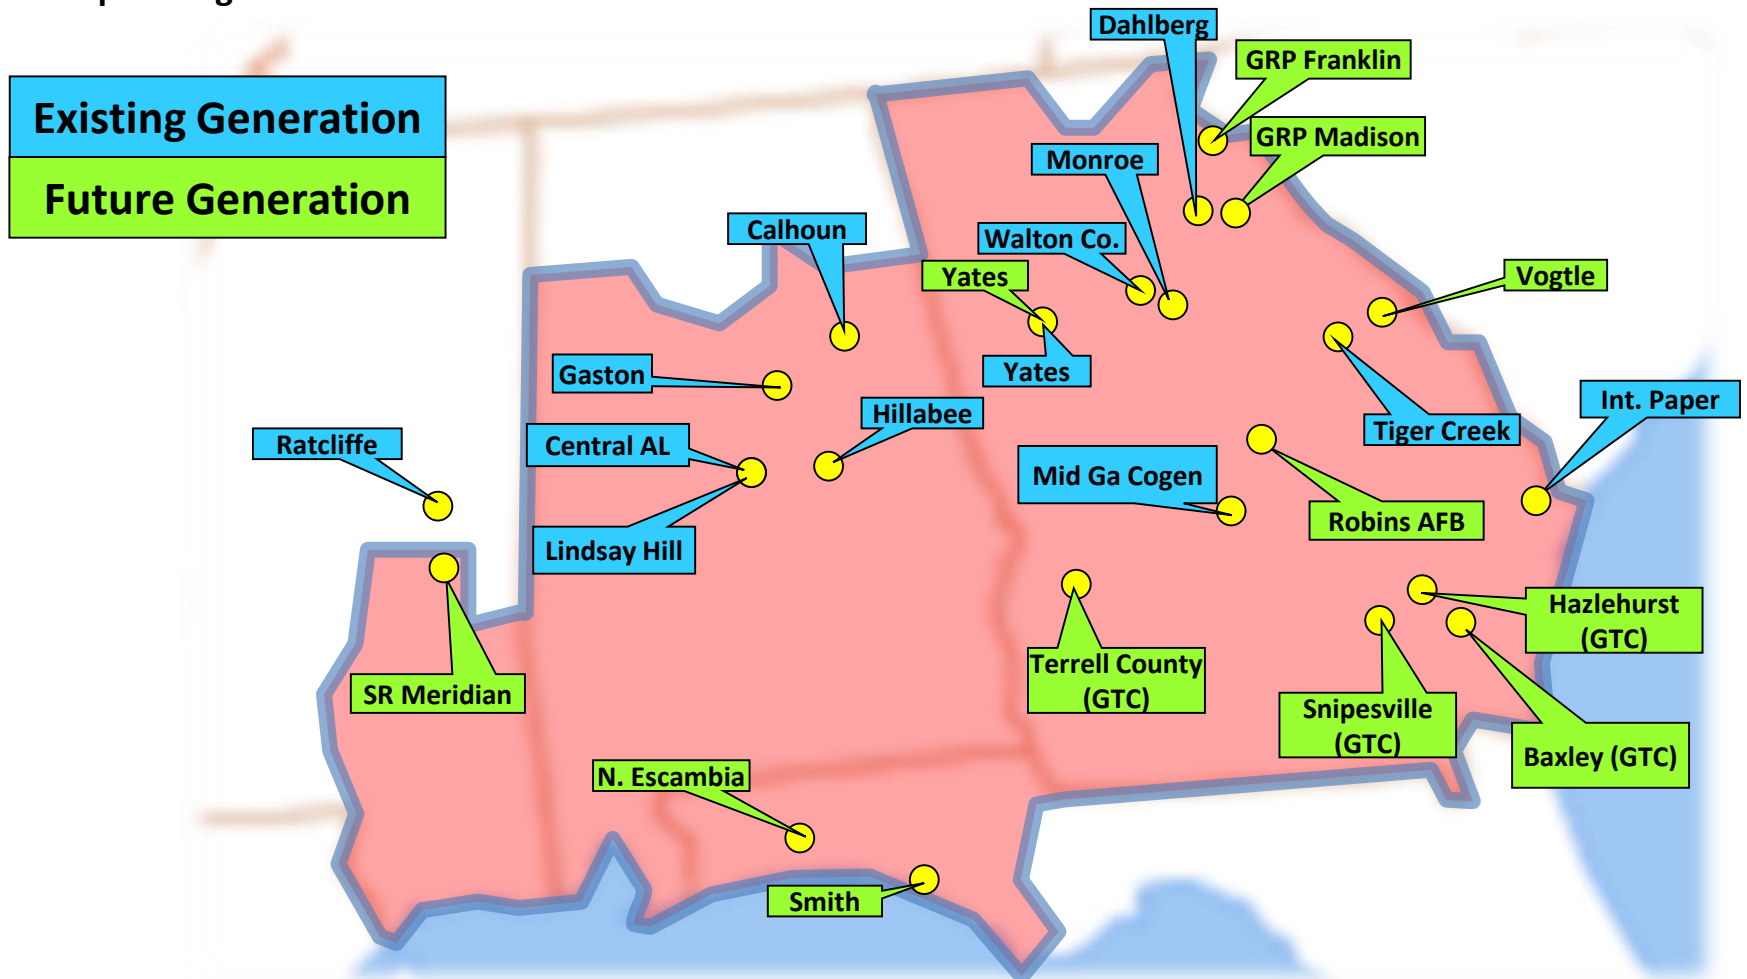 Existing Generation
Future Generation
Dahlberg
GRP Franklin
GRP Madison
Monroe
Calhoun
Walton Co.
Yates
Vogtle
Yates
Gaston
Int. Paper
Hillabee
Tiger Creek
Ratcliffe
Central AL
Mid Ga Cogen
Robins AFB
Lindsay Hill
Hazlehurst
(GTC)
Terrell County
(GTC)
SR Meridian
Snipesville
(GTC)
Baxley (GTC)
N. Escambia
Smith